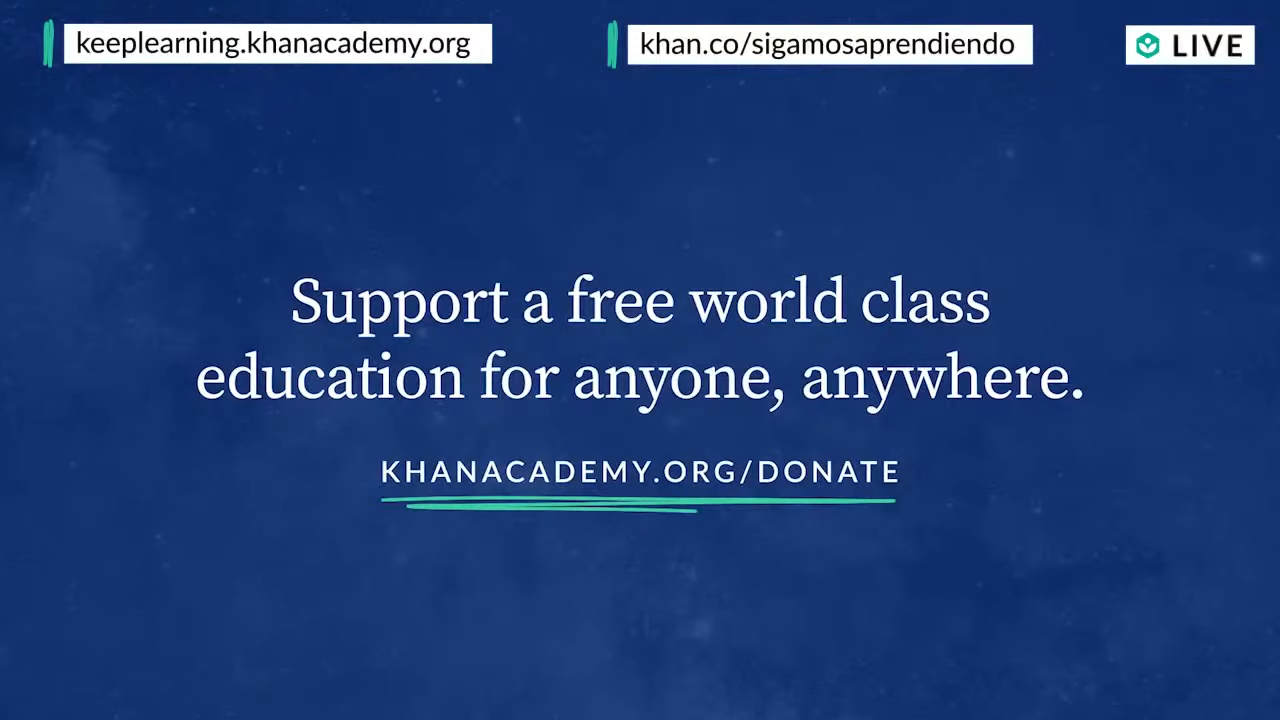 keeplearning.khanacademy.org
khan.co/sigamosaprendiendo
LIVE
Support a free world class
education for anyone, anywhere.
KHANACADEMY.ORG/DONATE